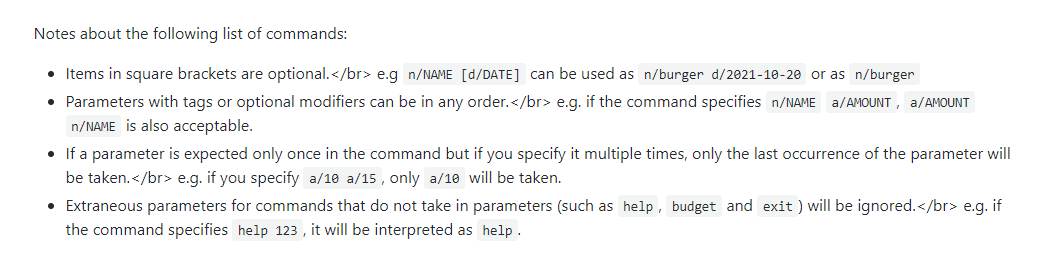 Notes about the following list of commands:
• Items in square brackets are optional.</br> e.g n/NAME [d/DATE] can be used as n/burger d/2021-10-20 or as n/burger
• Parameters with tags or optional modifiers can be in any order.</br> e.g. if the command specifies n/NAME a/AMOUNT , a/AMOUNT
n/NAME is also acceptable.
• If a parameter is expected only once in the command but if you specify it multiple times, only the last occurrence of the parameter will
be taken.</br> e.g. if you specify a/10 a/15 , only a/10 will be taken.
• Extraneous parameters for commands that do not take in parameters (such as help , budget and exit ) will be ignored.</br> e.g. if
the command specifies help 123 , it will be interpreted as help .